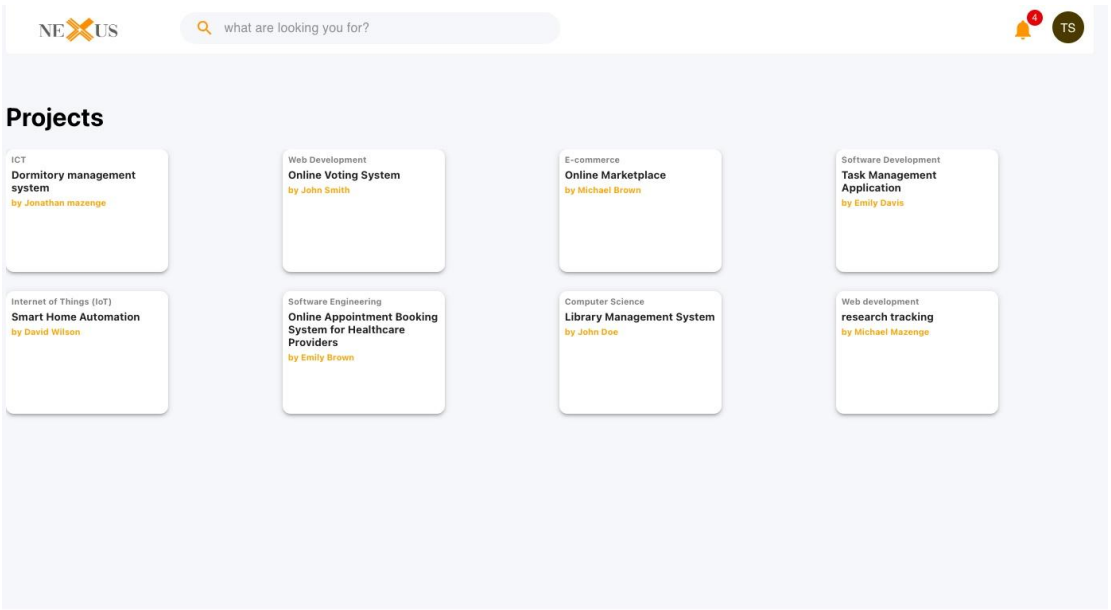 NEXUS
what are looking you for?
4
TS
Projects
ICT
Dormitory management
system
by Jonathan mazenge
Web Development
Online Voting System
by John Smith
E-commerce
Online Marketplace
by Michael Brown
Software Development
Task Management
Application
by Emily Davis
Internet of Things (IoT)
Smart Home Automation
by David Wilson
Software Engineering
Online Appointment Booking
System for Healthcare
Providers
by Emily Brown
Computer Science
Library Management System
by John Doe
Web development
research tracking
by Michael Mazenge